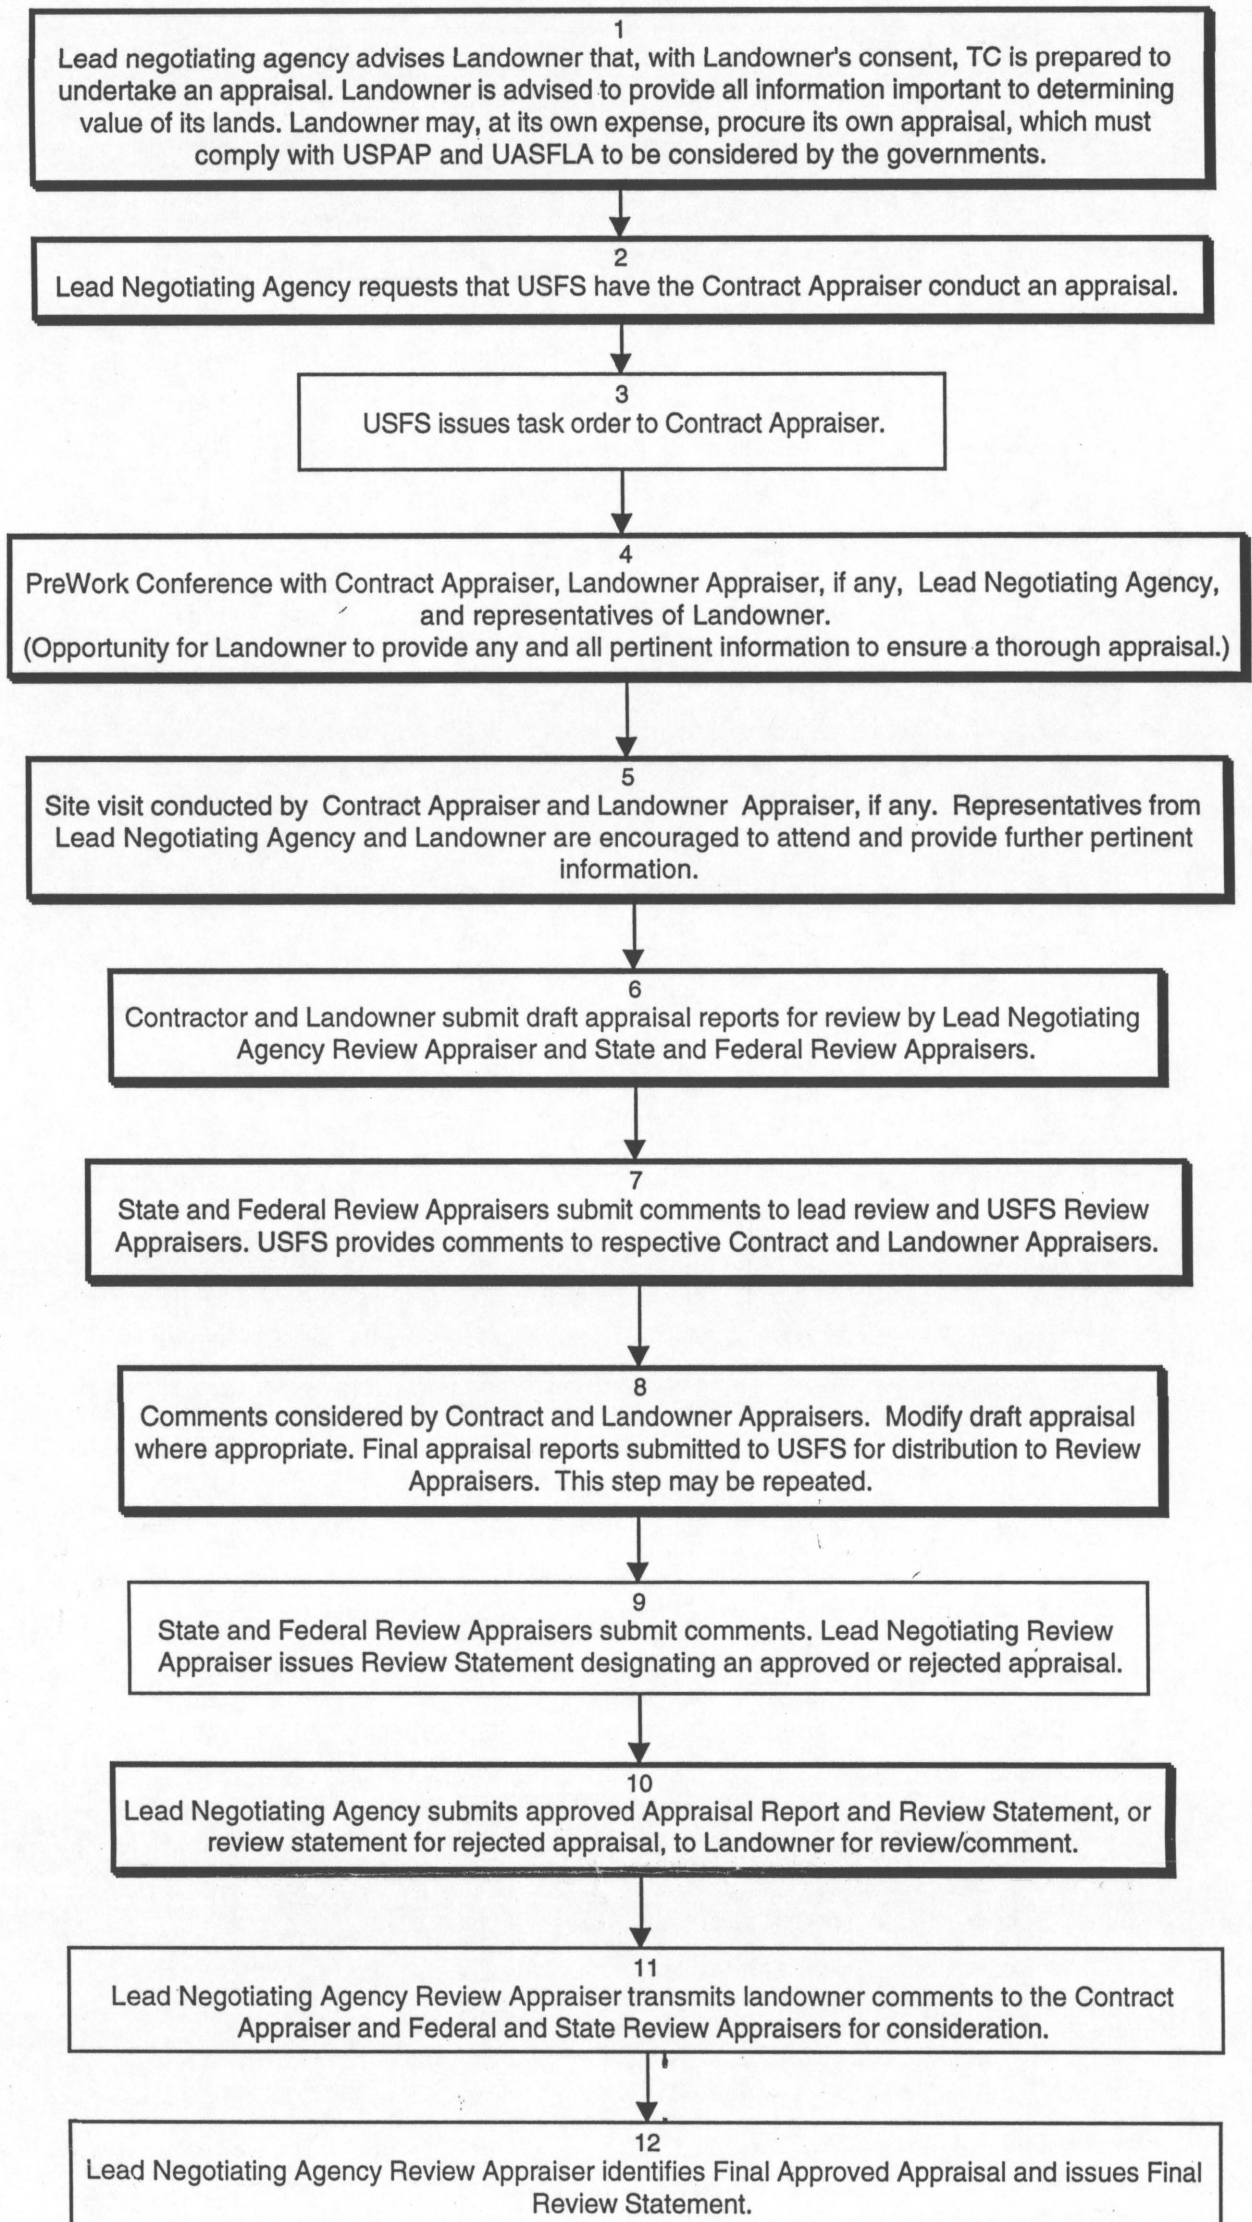 1
Lead negotiating agency advises Landowner that, with Landowner's consent, TC is prepared to
undertake an appraisal. Landowner is advised to provide all information important to determining
value of its lands. Landowner may, at its own expense, procure its own appraisal, which must
comply with USPAP and UASFLA to be considered by the governments.
2
Lead Negotiating Agency requests that USFS have the Contract Appraiser conduct an appraisal.
3
USFS issues task order to Contract Appraiser.
4
PreWork Conference with Contract Appraiser, Landowner Appraiser, if any, Lead Negotiating Agency,
and representatives of Landowner.
(Opportunity for Landowner to provide any and all pertinent information to ensure a thorough appraisal.)
5
Site visit conducted by Contract Appraiser and Landowner Appraiser, if any. Representatives from
Lead Negotiating Agency and Landowner are encouraged to attend and provide further pertinent
information.
6
Contractor and Landowner submit draft appraisal reports for review by Lead Negotiating
Agency Review Appraiser and State and Federal Review Appraisers.
7
State and Federal Review Appraisers submit comments to lead review and USFS Review
Appraisers. USFS provides comments to respective Contract and Landowner Appraisers.
8
Comments considered by Contract and Landowner Appraisers. Modify draft appraisal
where appropriate. Final appraisal reports submitted to USFS for distribution to Review
Appraisers. This step may be repeated.
9
State and Federal Review Appraisers submit comments. Lead Negotiating Review
Appraiser issues Review Statement designating an approved or rejected appraisal.
10
Lead Negotiating Agency submits approved Appraisal Report and Review Statement, or
review statement for rejected appraisal, to Landowner for review/comment.
11
Lead Negotiating Agency Review Appraiser transmits landowner comments to the Contract
Appraiser and Federal and State Review Appraisers for consideration.
12
Lead Negotiating Agency Review Appraiser identifies Final Approved Appraisal and issues Final
Review Statement.